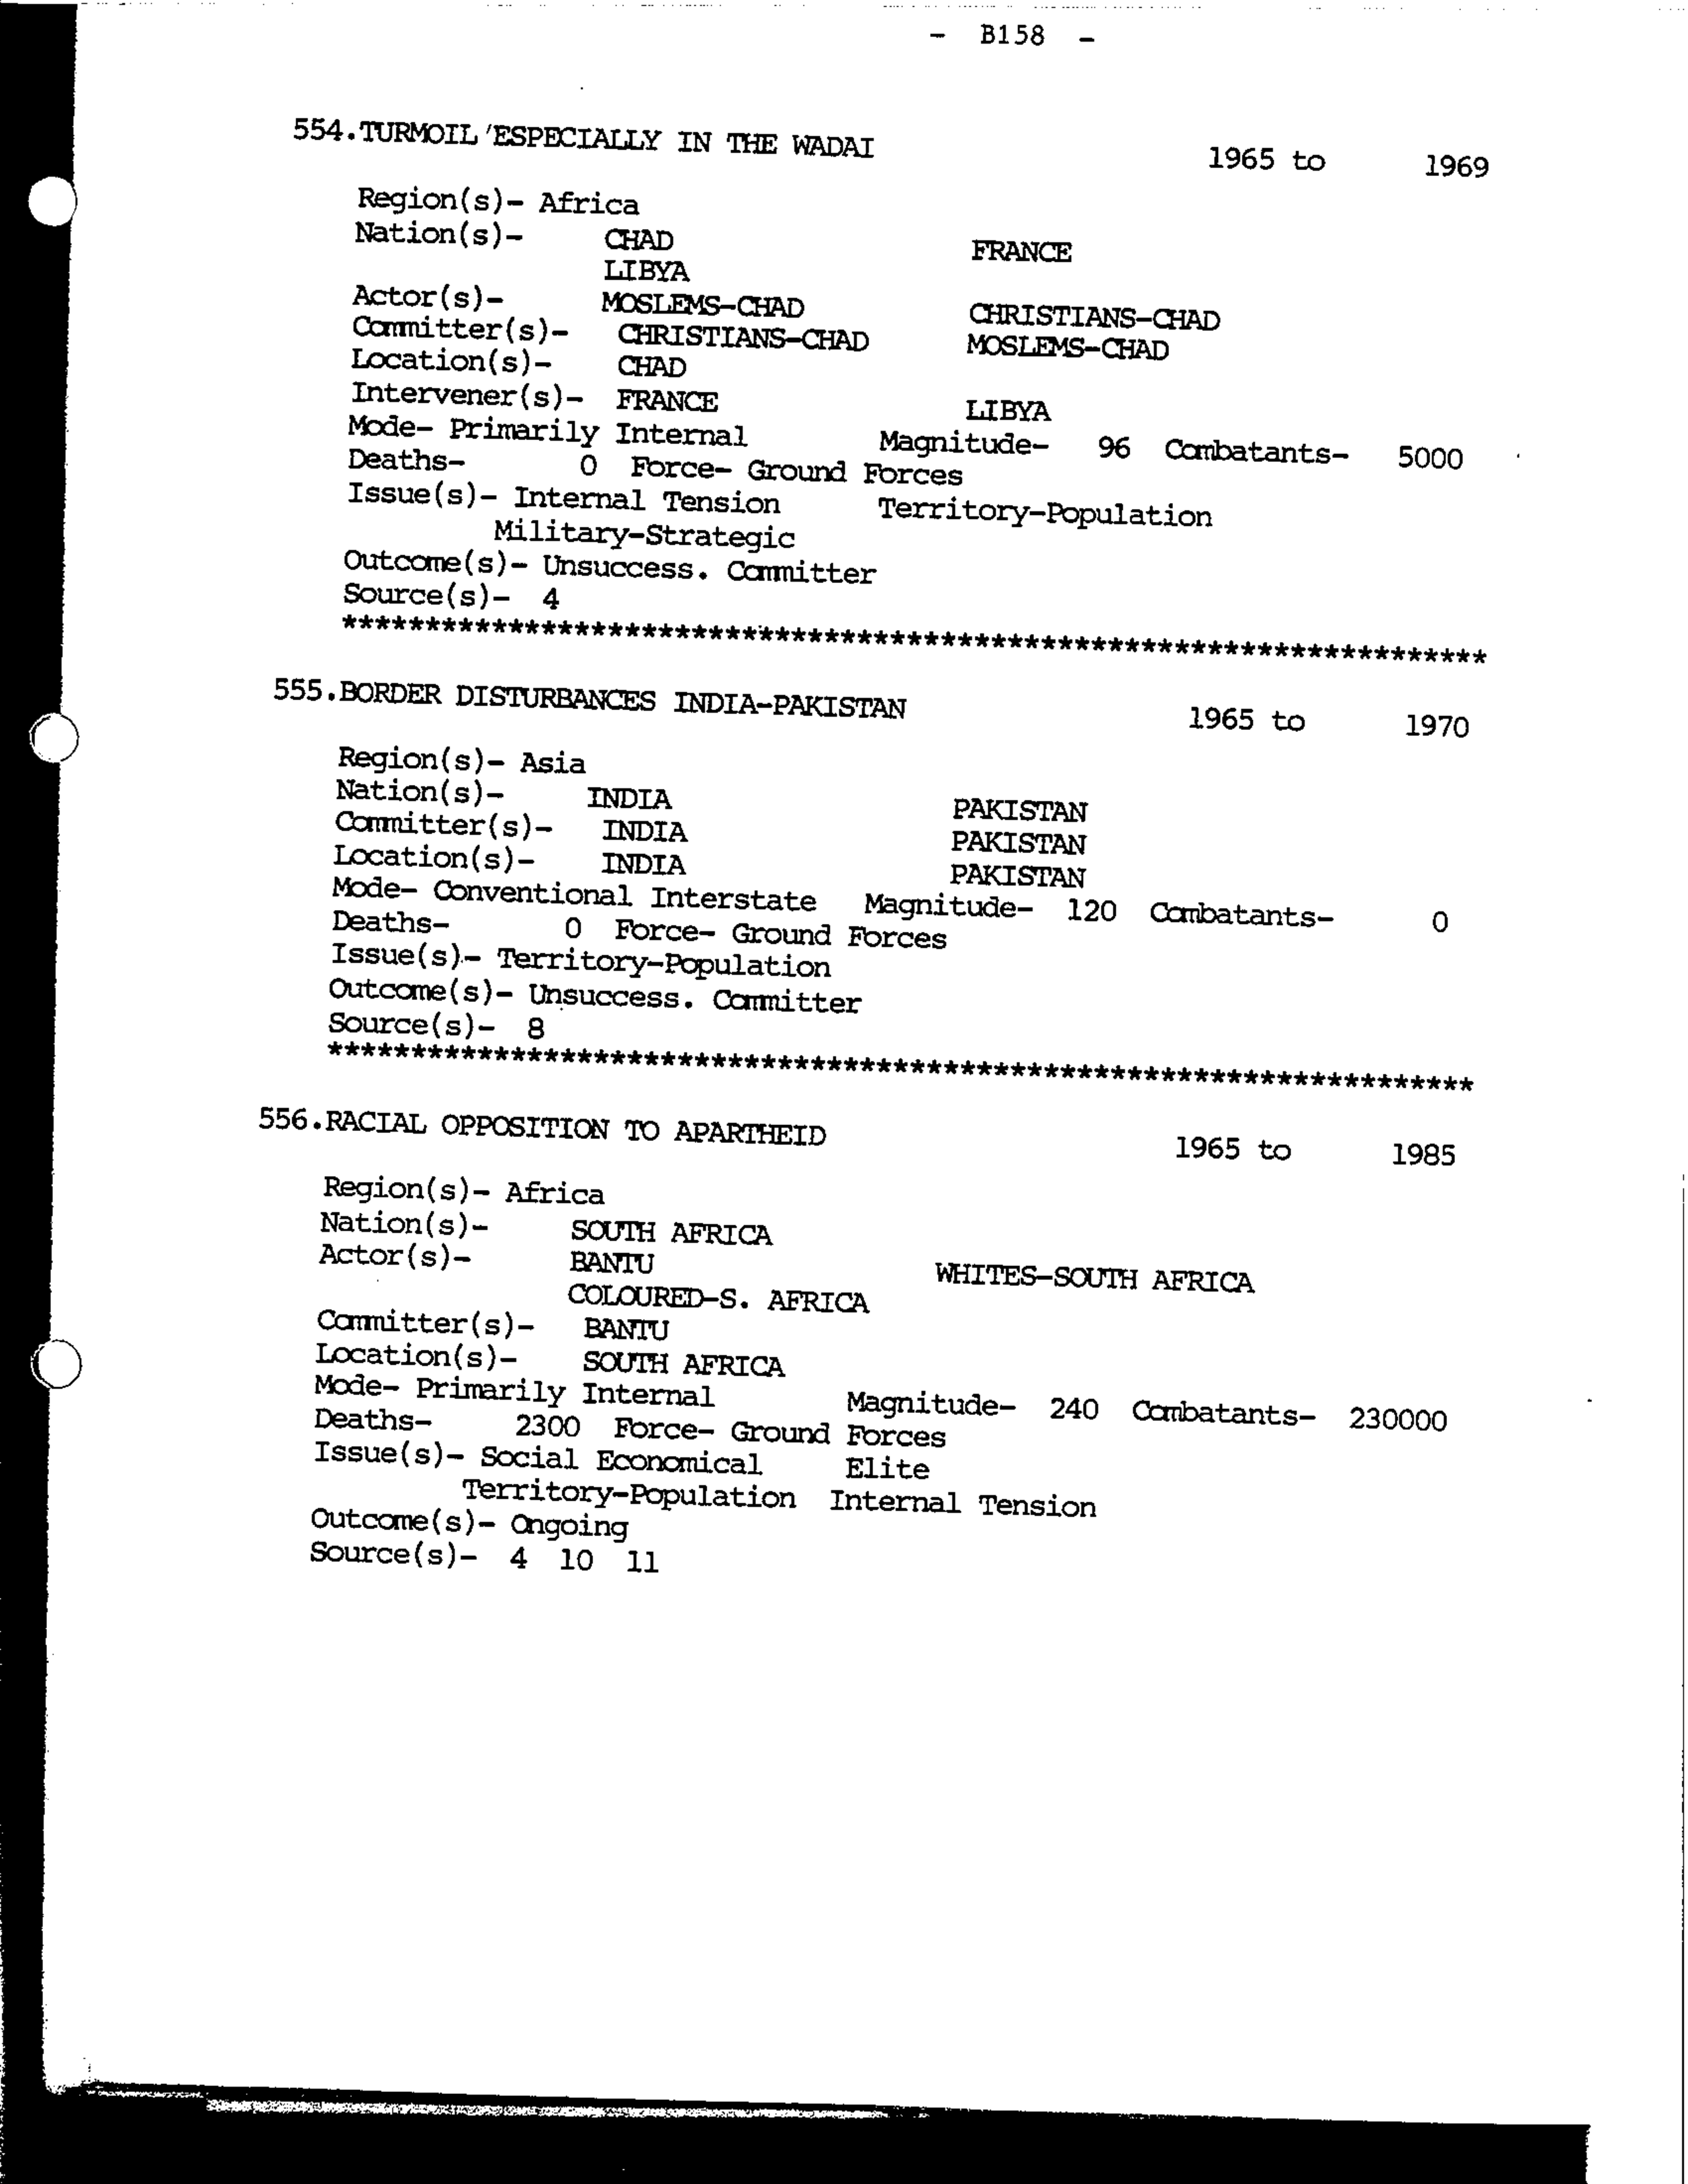 - B158 -
554.TURMOIL 'ESPECIALLY IN THE WADAI 1965 to 1969
Region(s)- Africa
Nation(s)- CHAD FRANCE
LIBYA
Actor(s)- MOSLEMS-CHAD CHRISTIANS-CHAD
Committer(s)- CHRISTIANS-CHAD MOSLEMS-CHAD
Location(s)- CHAD
Intervener(s)- FRANCE LIBYA
Mode- Primarily Internal Magnitude- 96 Combatants- 5000
Deaths- 0 Force- Ground Forces
Issue(s)- Internal Tension Territory-Population
Military-Strategic
Outcome(s)- Unsuccess. Committer
Source(s)- 4
*********************************************************************
555.BORDER DISTURBANCES INDIA-PAKISTAN 1965 to 1970
Region(s)- Asia
Nation(s)- INDIA PAKISTAN
Committer(s)- INDIA PAKISTAN
Location(s)- INDIA PAKISTAN
Mode- Conventional Interstate Magnitude- 120 Combatants- 0
Deaths- 0 Force- Ground Forces
Issue(s)- Territory-Population
Outcome(s)- Unsuccess. Committer
Source(s)- 8
*********************************************************************
556.RACIAL OPPOSITION TO APARTHEID 1965 to 1985
Region(s)- Africa
Nation(s)- SOUTH AFRICA
Actor(s)- BANTU WHITES-SOUTH AFRICA
COLOURED-S. AFRICA
Committer(s)- BANTU
Location(s)- SOUTH AFRICA
Mode- Primarily Internal Magnitude- 240 Combatants- 230000
Deaths- 2300 Force- Ground Forces
Issue(s)- Social Economical Elite
Territory-Population Internal Tension
Outcome(s)- Ongoing
Source(s)- 4 10 11